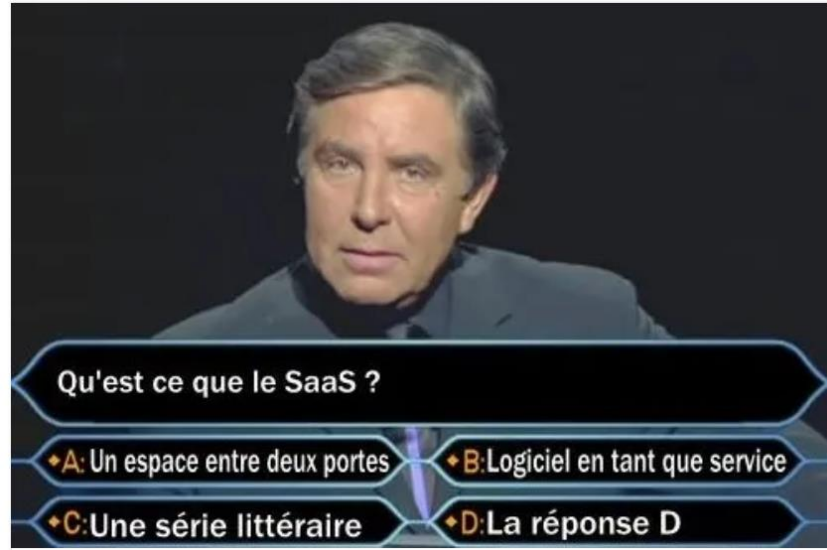 Qu'est ce que le SaaS ?
A: Un espace entre deux portes
B:Logiciel en tant que service
C:Une série littéraire
D:La réponse D